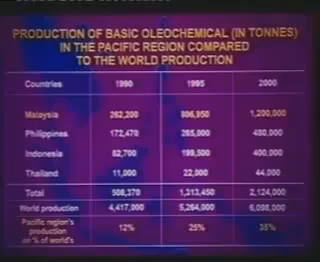 PRODUCTION OF BASIC OLEOCHEMICAL (IN TONNES)
IN THE PACIFIC REGION COMPARED
TO THE WORLD PRODUCTION
Countries 1990 1995 2000
Malaysia 262,200 806,950 1,200,000
Philippines 172,470 285,000 480,000
Indonesia 62,700 199,500 400,000
Thailand 11,000 22,000 44,000
Total 508,370 1,313,450 2,124,000
World production 4,417,000 5,264,000 6,098,000
Pacific region's 12% 25% 35%
production
on % of world's